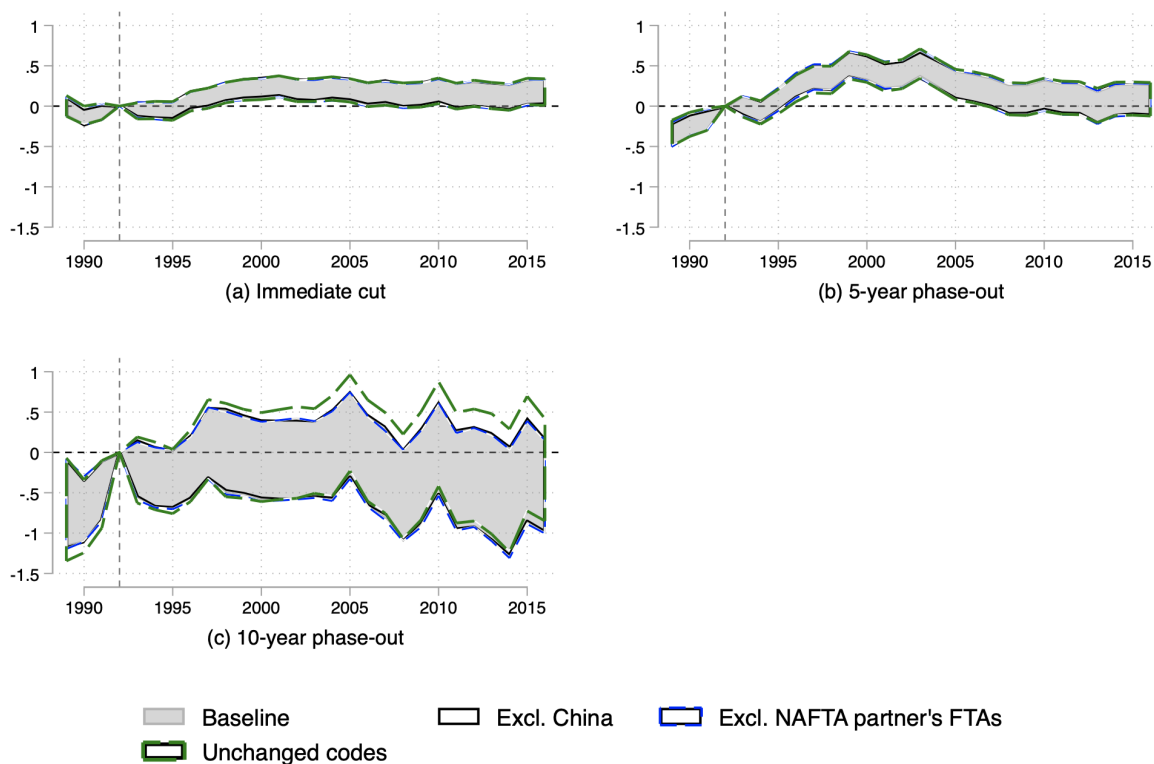 1
.5
0
-.5
-1
-1.5
1990 1995 2000 2005 2010 2015
(a) Immediate cut
1
.5
0
-.5
-1
-1.5
1990 1995 2000 2005 2010 2015
(b) 5-year phase-out
1
.5
0
-.5
-1
-1.5
1990 1995 2000 2005 2010 2015
(c) 10-year phase-out
Baseline Excl. China Excl. NAFTA partner's FTAs
Unchanged codes